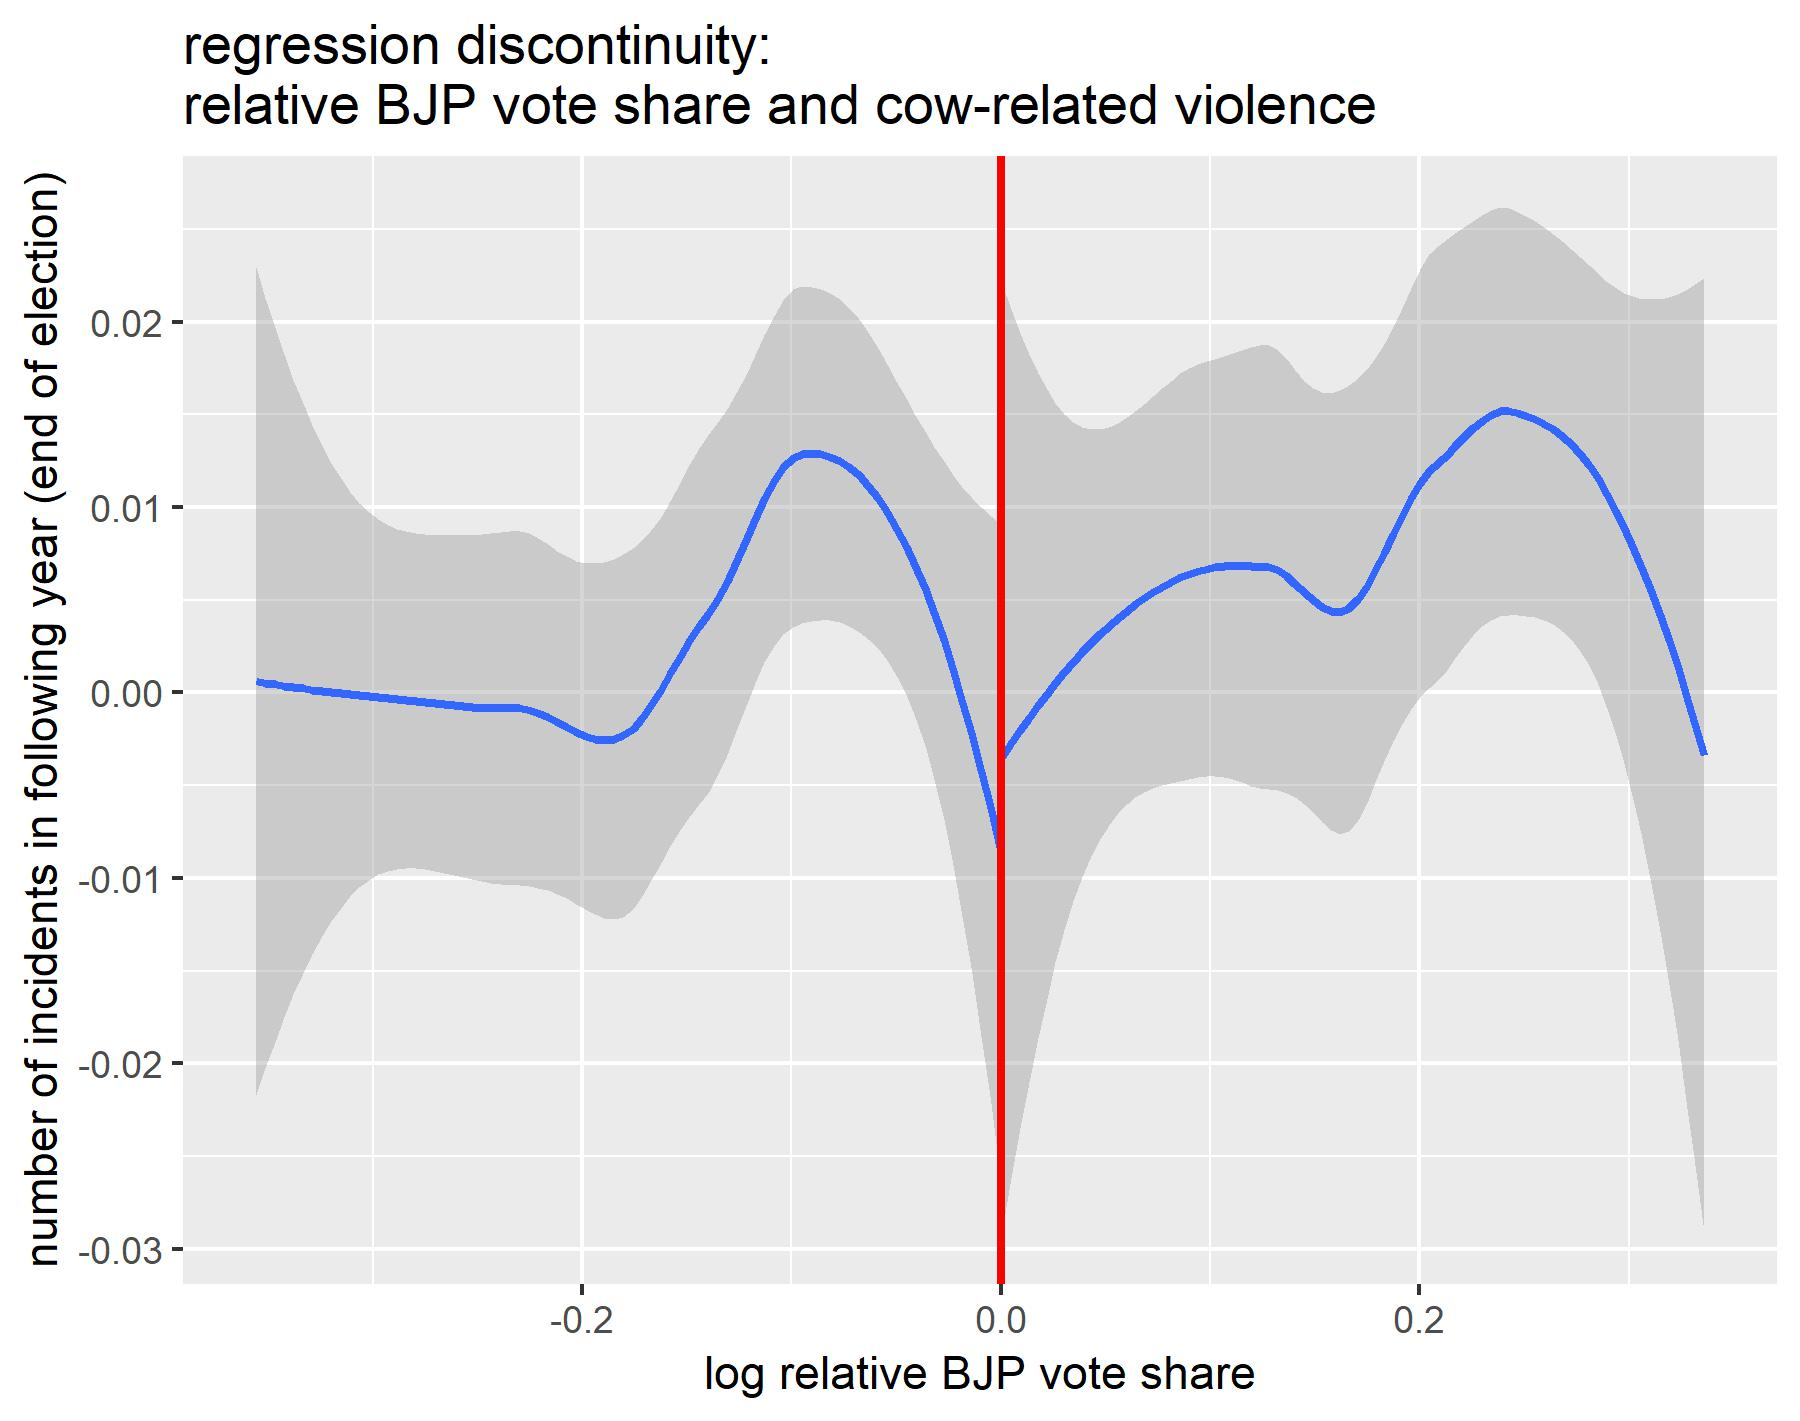 regression discontinuity:
relative BJP vote share and cow-related violence
number of incidents in following year (end of election)
0.02
0.01
0.00
-0.01
-0.02
-0.03
-0.2
0.0
0.2
log relative BJP vote share